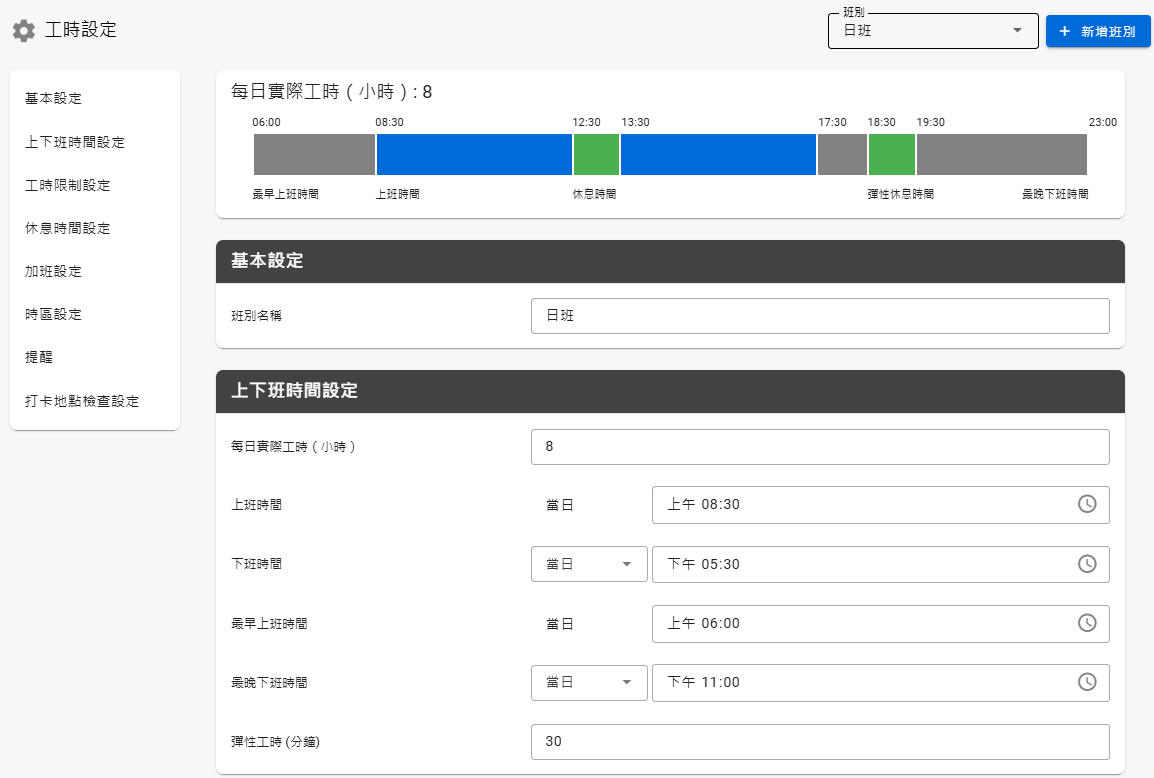 工時設定
班別
日班
+ 新增班別
基本設定
上下班時間設定
工時限制設定
休息時間設定
加班設定
時區設定
提醒
打卡地點檢查設定
每日實際工時 ( 小時 ) : 8
06:00 08:30 12:30 13:30 17:30 18:30 19:30 23:00
最早上班時間 上班時間 休息時間 彈性休息時間 最晚下班時間
基本設定
班別名稱 日班
上下班時間設定
每日實際工時 ( 小時 ) 8
上班時間 當日 上午 08:30
下班時間 當日 下午 05:30
最早上班時間 當日 上午 06:00
最晚下班時間 當日 下午 11:00
彈性工時 (分鐘) 30